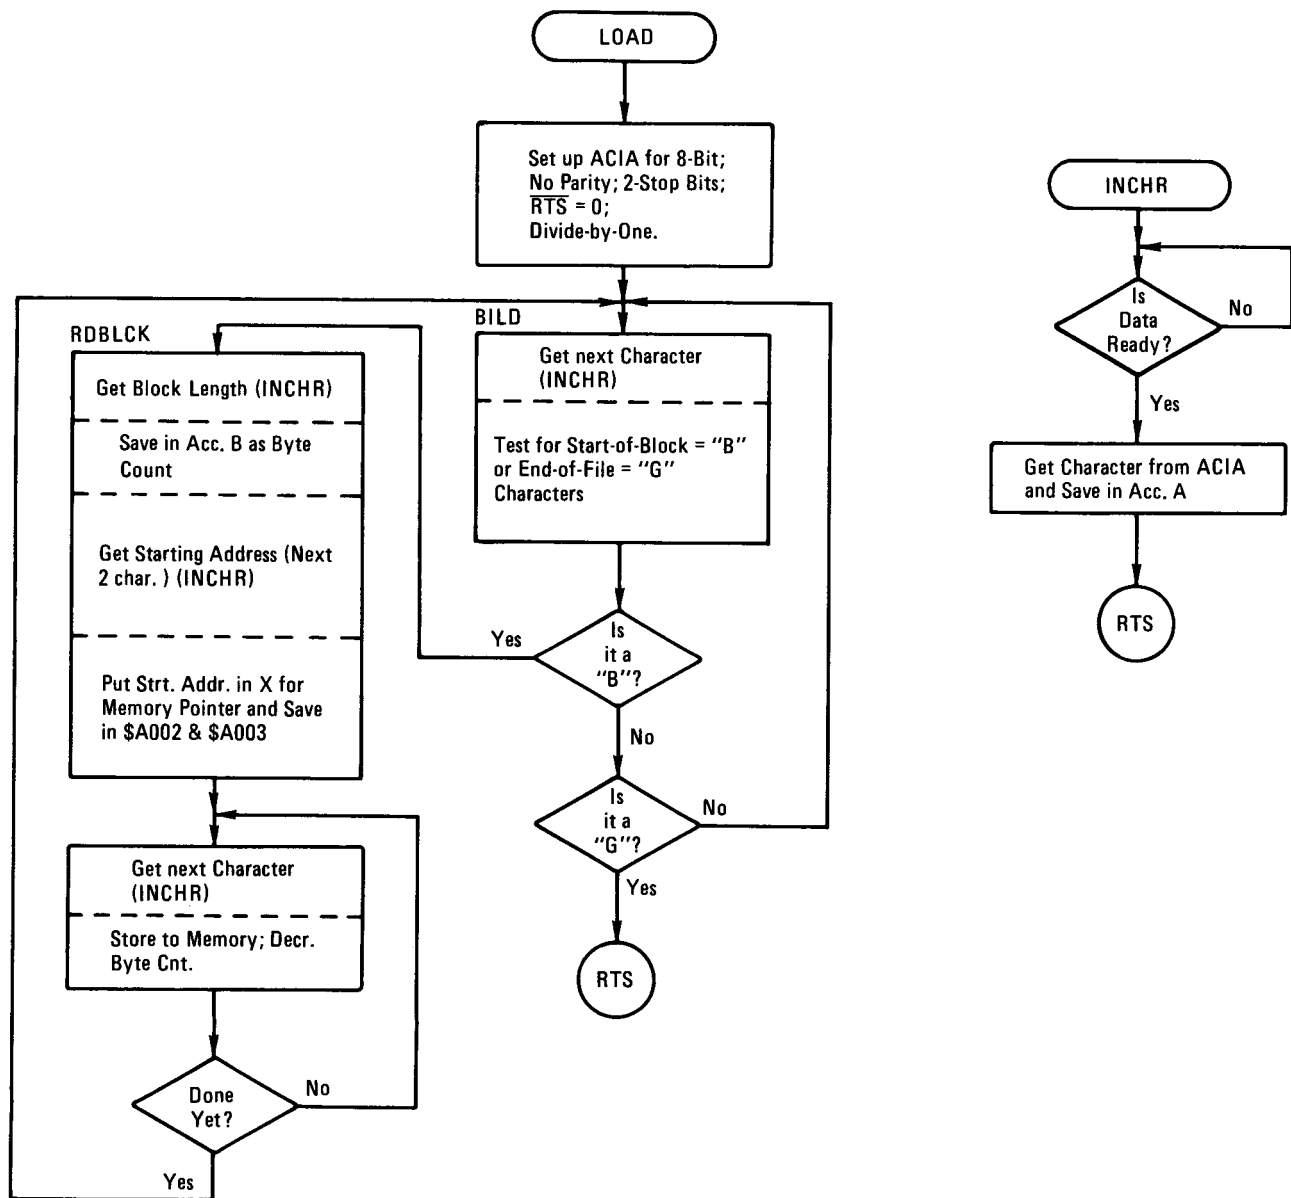 LOAD
Set up ACIA for 8-Bit;
No Parity; 2-Stop Bits;
RTS = 0;
Divide-by-One.
BILD
Get next Character
(INCHR)
Test for Start-of-Block = "B"
or End-of-File = "G"
Characters
Is
it a
"B"?
Yes
No
Is
it a
"G"?
No
Yes
RTS
RDBLCK
Get Block Length (INCHR)
Save in Acc. B as Byte
Count
Get Starting Address (Next
2 char. ) (INCHR)
Put Strt. Addr. in X for
Memory Pointer and Save
in $A002 & $A003
Get next Character
(INCHR)
Store to Memory; Decr.
Byte Cnt.
Done
Yet?
No
Yes
INCHR
Is
Data
Ready?
No
Yes
Get Character from ACIA
and Save in Acc. A
RTS